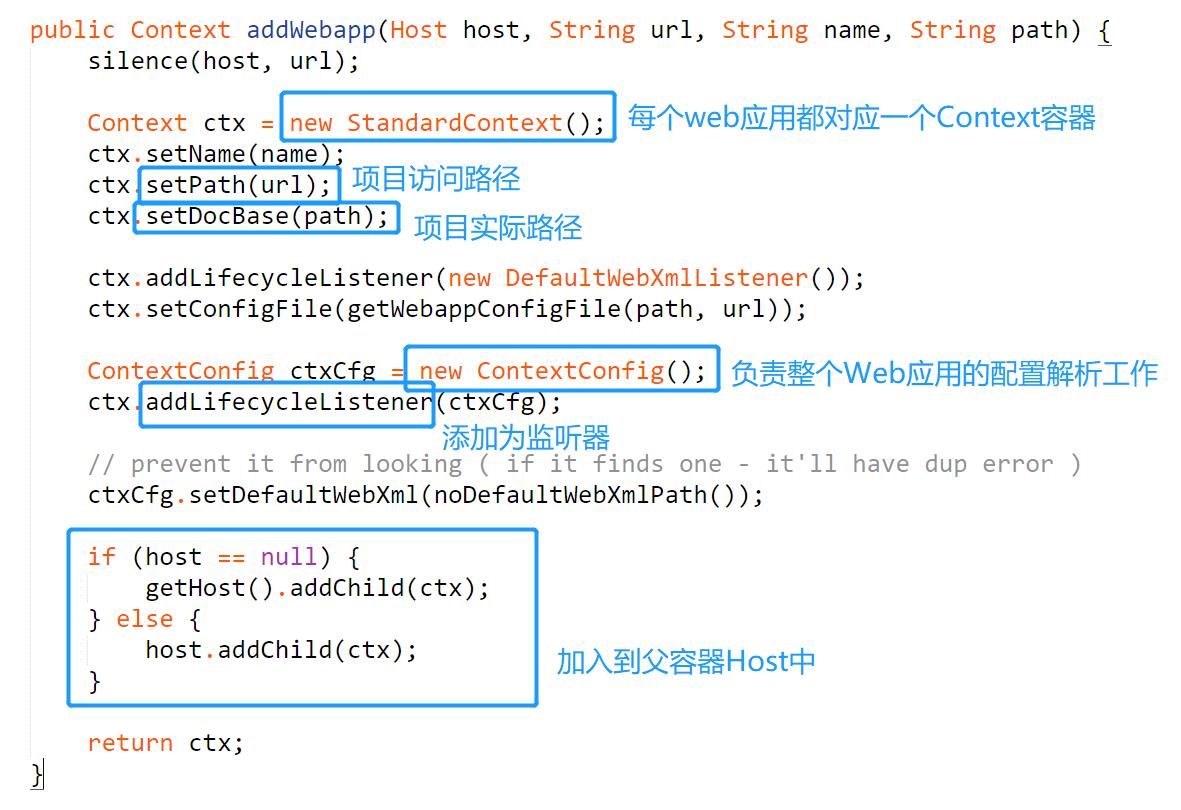 public Context addWebapp(Host host, String url, String name, String path) {
silence(host, url);
Context ctx = new StandardContext(); 每个web应用都对应一个Context容器
ctx.setName(name);
ctx.setPath(url); 项目访问路径
ctx.setDocBase(path); 项目实际路径
ctx.addLifecycleListener(new DefaultWebXmlListener());
ctx.setConfigFile(getWebappConfigFile(path, url));
ContextConfig ctxCfg = new ContextConfig(); 负责整个Web应用的配置解析工作
ctx.addLifecycleListener(ctxCfg);
添加为监听器
// prevent it from looking ( if it finds one - it'll have dup error )
ctxCfg.setDefaultWebXml(noDefaultWebXmlPath());
if (host == null) {
getHost().addChild(ctx);
} else {
host.addChild(ctx);
加入到父容器Host中
}
return ctx;
}